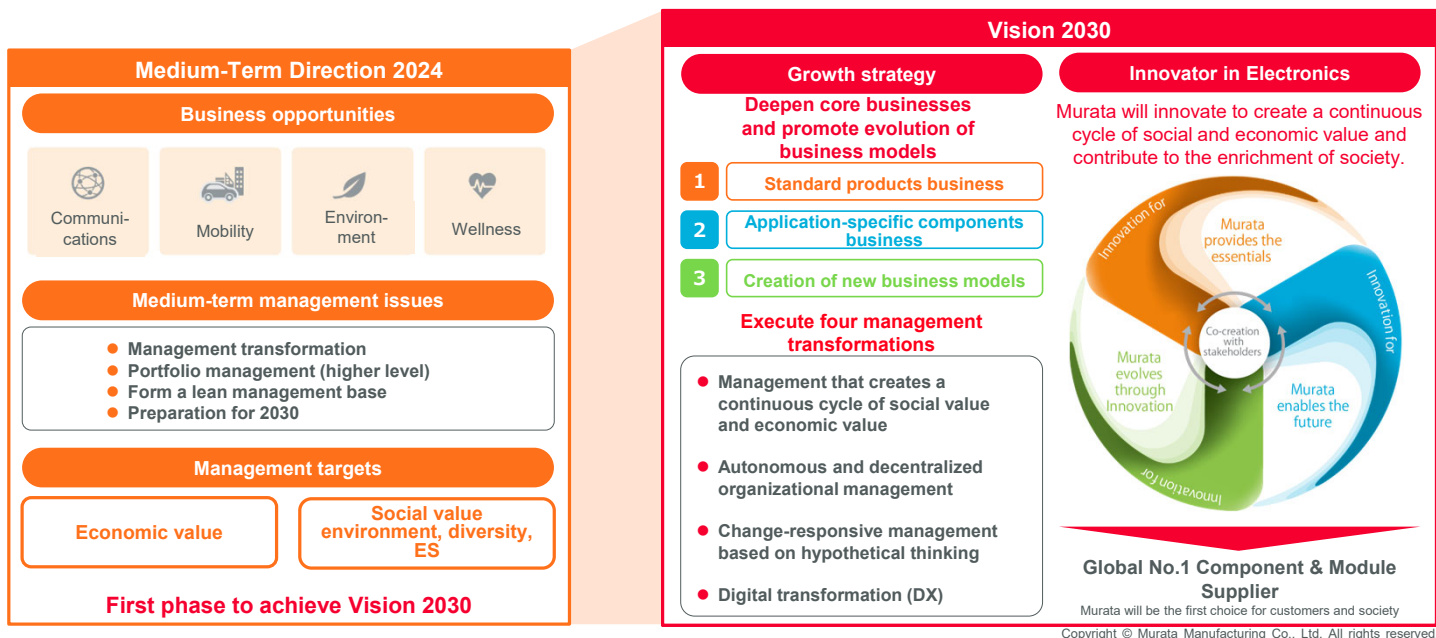 Medium-Term Direction 2024
Business opportunities
Communi-
cations
Mobility
Environ-
ment
Wellness
Medium-term management issues
Management transformation
Portfolio management (higher level)
Form a lean management base
Preparation for 2030
Management targets
Economic value
Social value
environment, diversity,
ES
First phase to achieve Vision 2030
Vision 2030
Growth strategy
Deepen core businesses
and promote evolution of
business models
1 Standard products business
2 Application-specific components
business
3 Creation of new business models
Execute four management
transformations
Management that creates a
continuous cycle of social value
and economic value
Autonomous and decentralized
organizational management
Change-responsive management
based on hypothetical thinking
Digital transformation (DX)
Innovator in Electronics
Murata will innovate to create a continuous
cycle of social and economic value and
contribute to the enrichment of society.
Innovation for
Murata
provides the
essentials
Innovation for
Murata
enables the
future
Innovation for
Murata
evolves
through
Innovation
Co-creation
with
stakeholders
Global No.1 Component & Module
Supplier
Murata will be the first choice for customers and society
Copyright © Murata Manufacturing Co., Ltd. All rights reserved